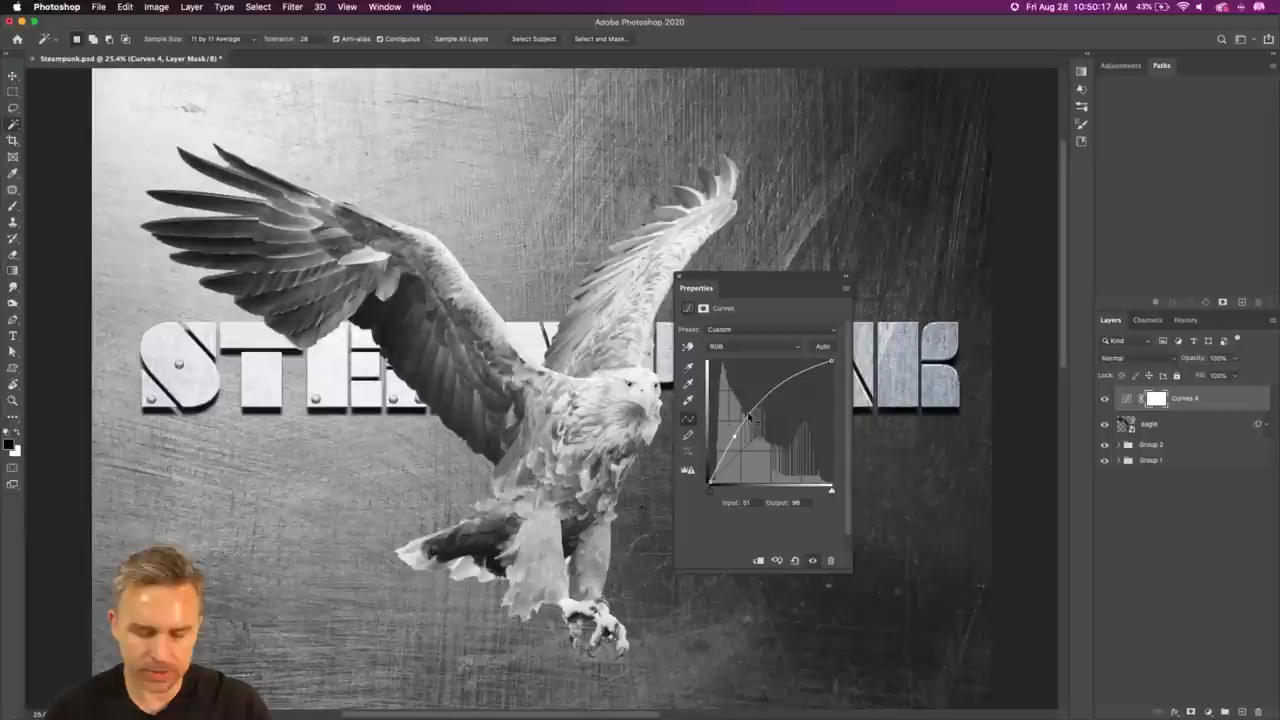 Photoshop File Edit Image Layer Type Select Filter 3D View Window Help Fri Aug 28 10:50:17 AM 43%
Adobe Photoshop 2020
Sample Size: 11 by 11 Average Tolerance: 28 Anti-alias Contiguous Sample All Layers Select Subject Select and Mask...
Steampunk.psd @ 25.4% (Curves 4, Layer Mask/8) *
Adjustments Paths
Properties
Curves
Preset: Custom
RGB Auto
Input: 51 Output: 96
Layers Channels History
Kind
Normal Opacity: 100%
Lock: Fill: 100%
Curves 4
eagle
Group 2
Group 1